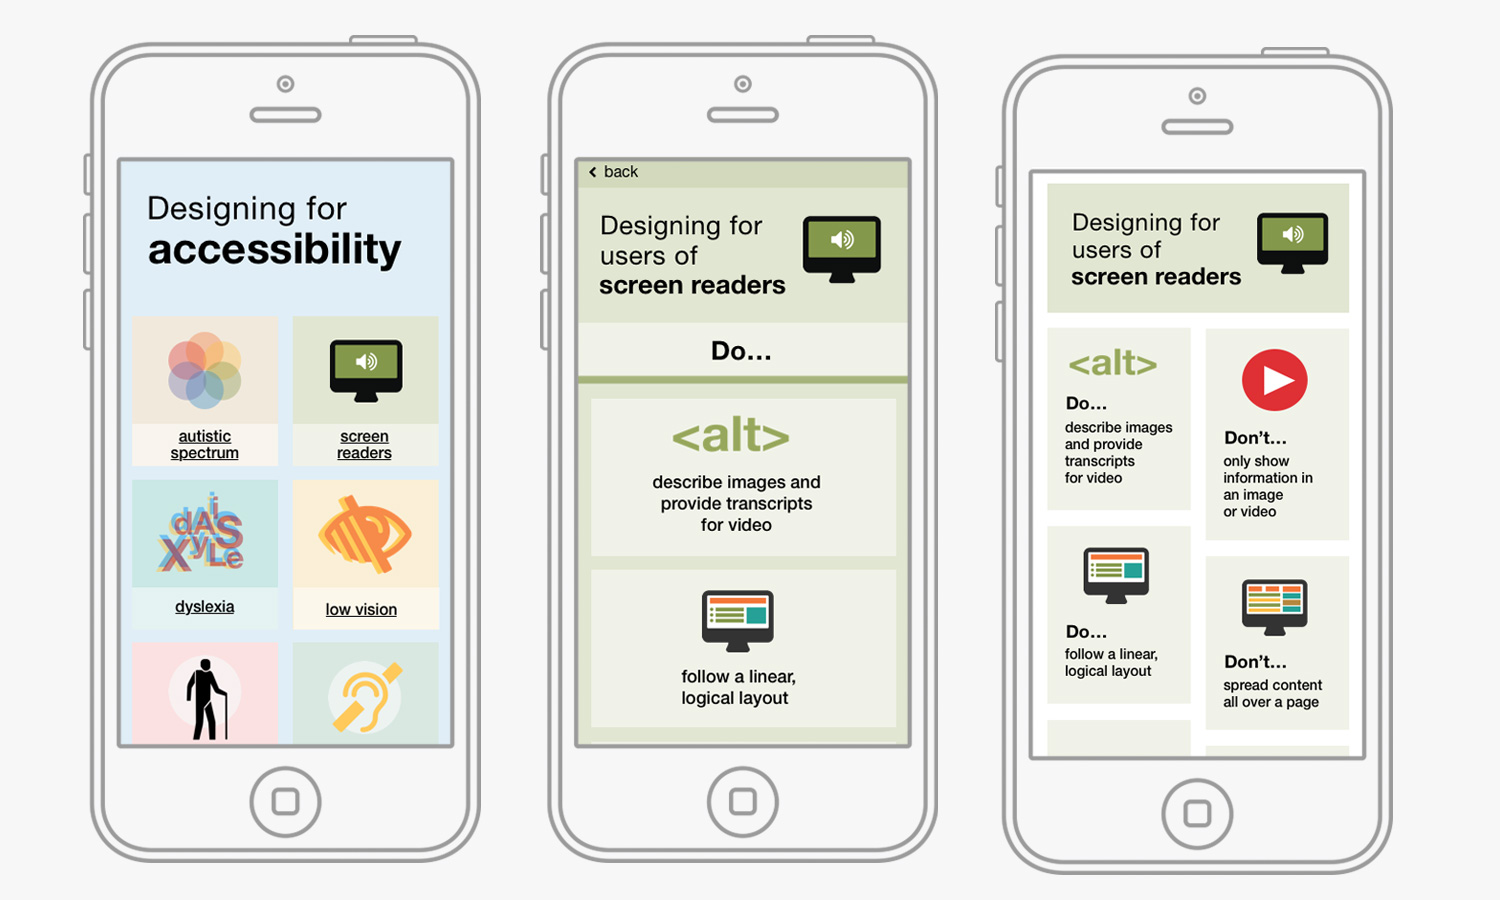 Designing for
accessibility
autistic
spectrum
screen
readers
dAiS
XyLe
dyslexia
low vision
back
Designing for
users of
screen readers
Do...
<alt>
describe images and
provide transcripts
for video
follow a linear,
logical layout
Designing for
users of
screen readers
<alt>
Do...
describe images
and provide
transcripts
for video
Don't...
only show
information in
an image
or video
Do...
follow a linear,
logical layout
Don't...
spread content
all over a page